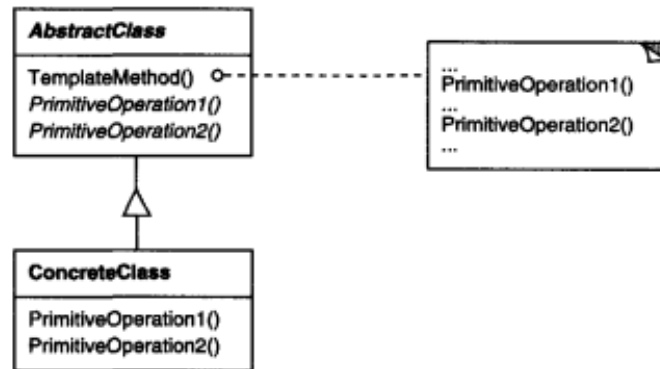 AbstractClass
TemplateMethod()
PrimitiveOperation1()
PrimitiveOperation2()
...
PrimitiveOperation1()
...
PrimitiveOperation2()
...
ConcreteClass
PrimitiveOperation1()
PrimitiveOperation2()